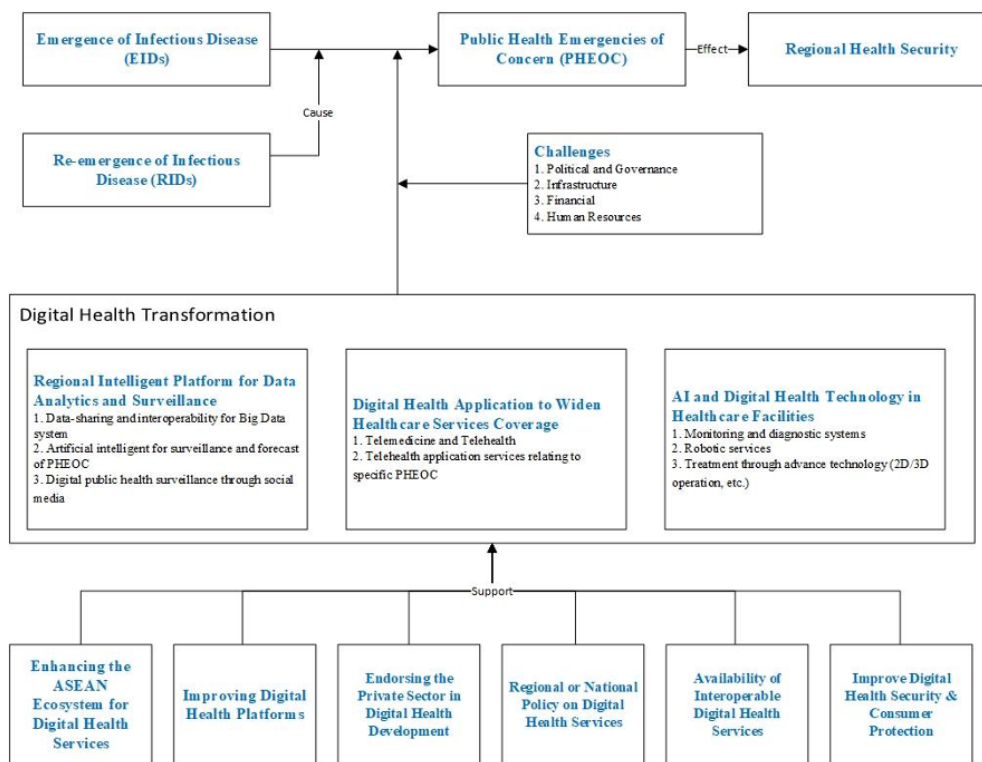 Emergence of Infectious Disease
(EIDs)
Public Health Emergencies of
Concern (PHEOC)
Effect
Regional Health Security
Cause
Re-emergence of Infectious
Disease (RIDs)
Challenges
1. Political and Governance
2. Infrastructure
3. Financial
4. Human Resources
Digital Health Transformation
Regional Intelligent Platform for Data
Analytics and Surveillance
1. Data-sharing and interoperability for Big Data
system
2. Artificial intelligent for surveillance and forecast
of PHEOC
3. Digital public health surveillance through social
media
Digital Health Application to Widen
Healthcare Services Coverage
1. Telemedicine and Telehealth
2. Telehealth application services relating to
specific PHEOC
AI and Digital Health Technology in
Healthcare Facilities
1. Monitoring and diagnostic systems
2. Robotic services
3. Treatment through advance technology (2D/3D
operation, etc.)
Support
Enhancing the
ASEAN
Ecosystem for
Digital Health
Services
Improving Digital
Health Platforms
Endorsing the
Private Sector in
Digital Health
Development
Regional or National
Policy on Digital
Health Services
Availability of
Interoperable
Digital Health
Services
Improve Digital
Health Security &
Consumer
Protection